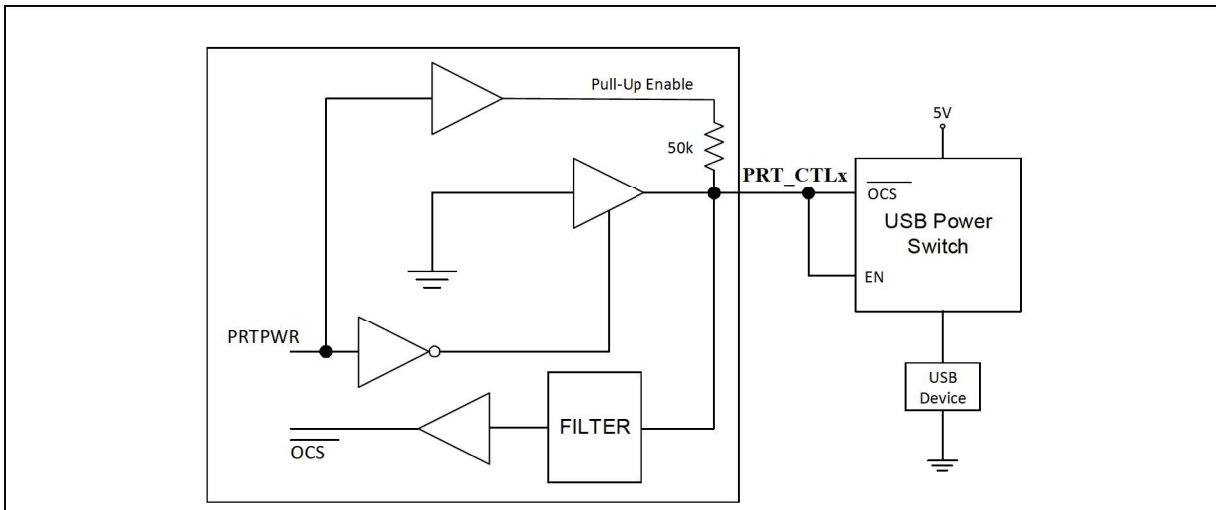 Pull-Up Enable
50k
5V
PRT_CTLx
OCS
USB Power
Switch
EN
PRTPWR
USB
Device
FILTER
OCS